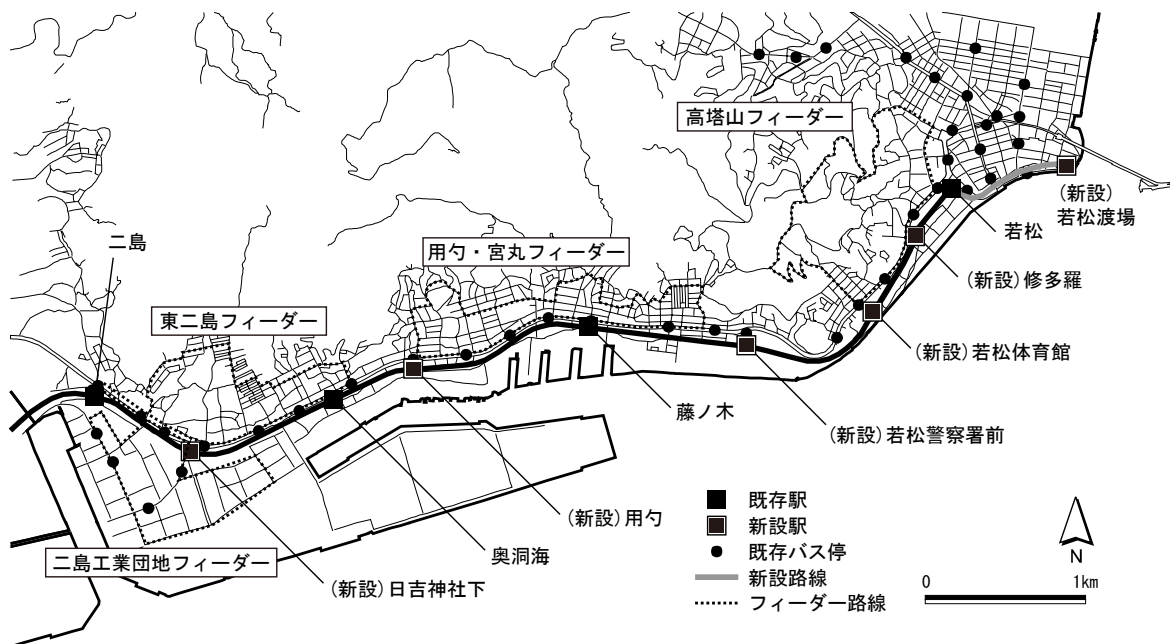 高塔山フィーダー
(新設)
若松渡場
若松
二島
用勺・宮丸フィーダー
(新設)修多羅
東二島フィーダー
(新設)若松体育館
藤ノ木
(新設)若松警察署前
(新設)用勺
奥洞海
二島工業団地フィーダー
(新設)日吉神社下
既存駅
新設駅
既存バス停
新設路線
フィーダー路線
N
0 1km